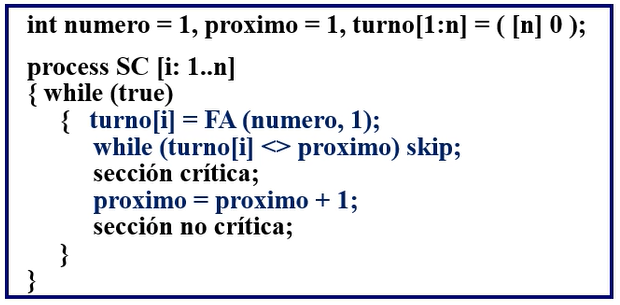 int numero = 1, proximo = 1, turno[1:n] = ( [n] 0 );
process SC [i: 1..n]
{ while (true)
{ turno[i] = FA (numero, 1);
while (turno[i] <> proximo) skip;
sección crítica;
proximo = proximo + 1;
sección no crítica;
}
}